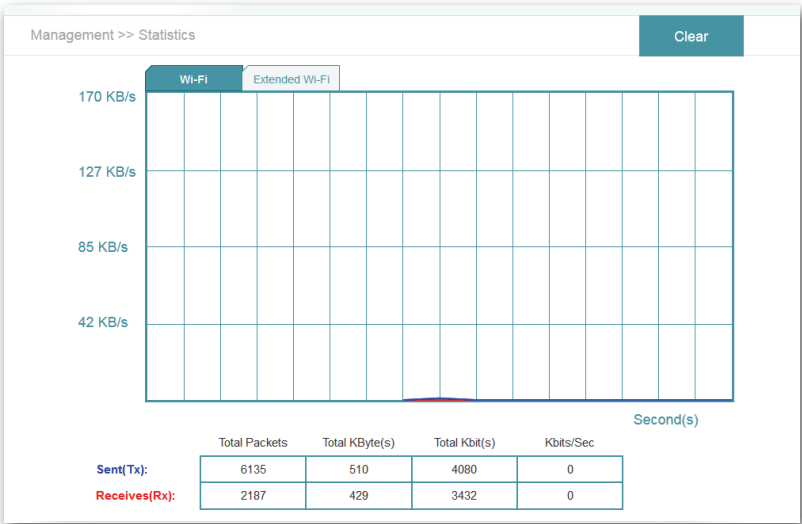 Management >> Statistics
Clear
Wi-Fi Extended Wi-Fi
170 KB/s
127 KB/s
85 KB/s
42 KB/s
Second(s)
Total Packets Total KByte(s) Total Kbit(s) Kbits/Sec
Sent(Tx): 6135 510 4080 0
Receives(Rx): 2187 429 3432 0